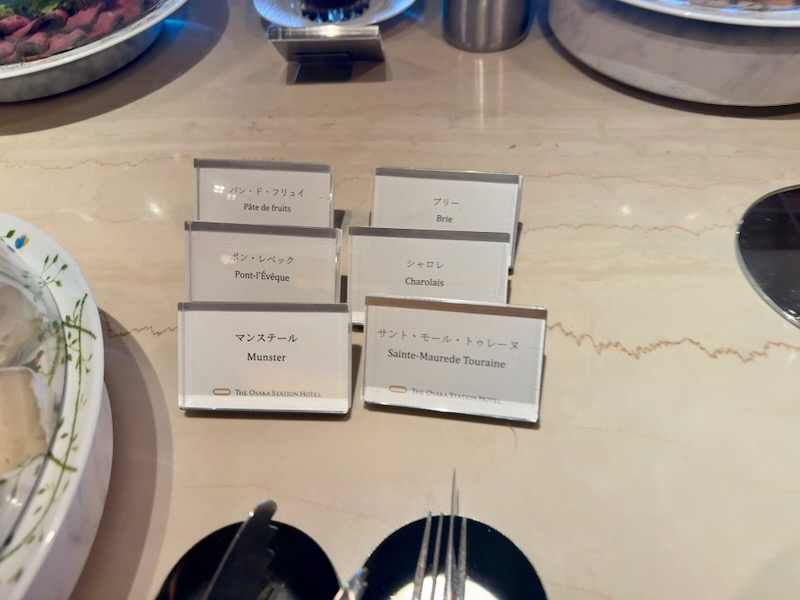 パン・ド・フリュイ
Pâte de fruits
ブリー
Brie
ポン・レベック
Pont-l'Évêque
シャロレ
Charolais
マンステール
Munster
THE OSAKA STATION HOTEL
サント・モール・トゥレーヌ
Sainte-Maurede Touraine
THE OSAKA STATION HOTEL